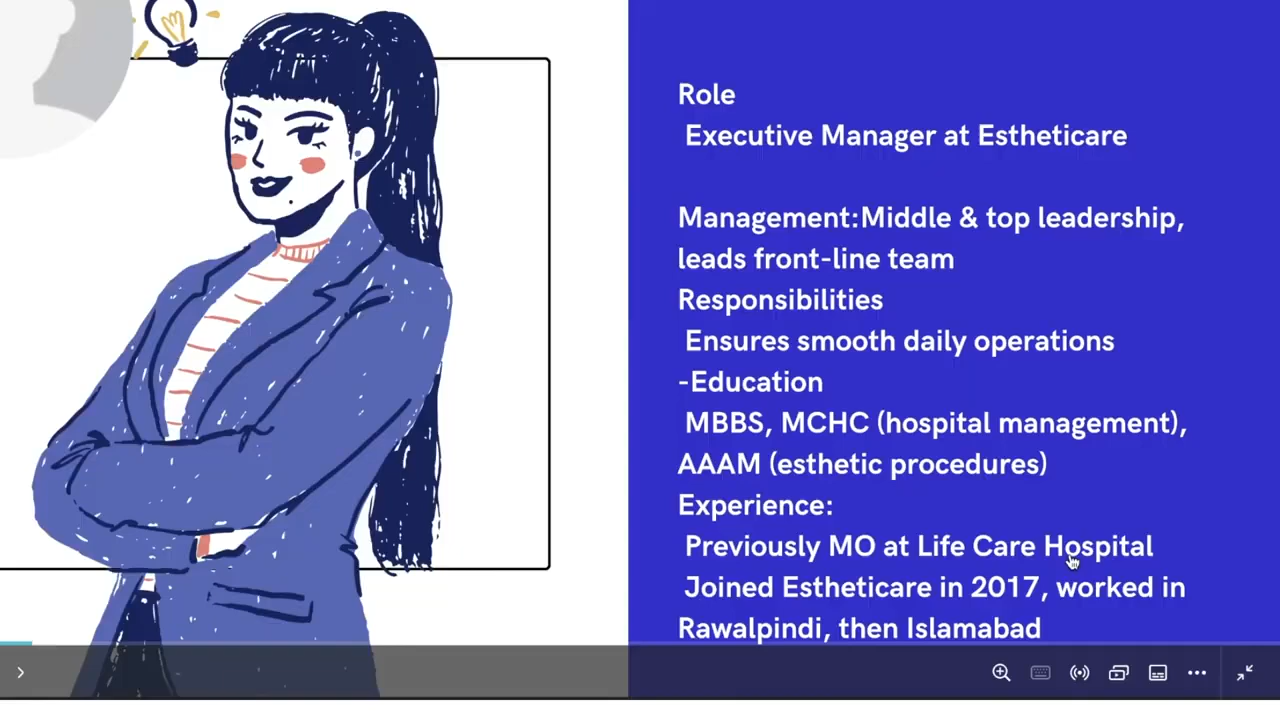 Role
Executive Manager at Estheticare
Management:Middle & top leadership,
leads front-line team
Responsibilities
Ensures smooth daily operations
-Education
MBBS, MCHC (hospital management),
AAAM (esthetic procedures)
Experience:
Previously MO at Life Care Hospital
Joined Estheticare in 2017, worked in
Rawalpindi, then Islamabad